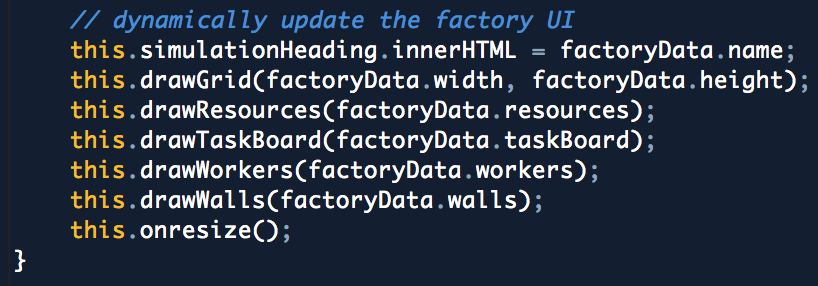 // dynamically update the factory UI
this.simulationHeading.innerHTML = factoryData.name;
this.drawGrid(factoryData.width, factoryData.height);
this.drawResources(factoryData.resources);
this.drawTaskBoard(factoryData.taskBoard);
this.drawWorkers(factoryData.workers);
this.drawWalls(factoryData.walls);
this.onresize();
}